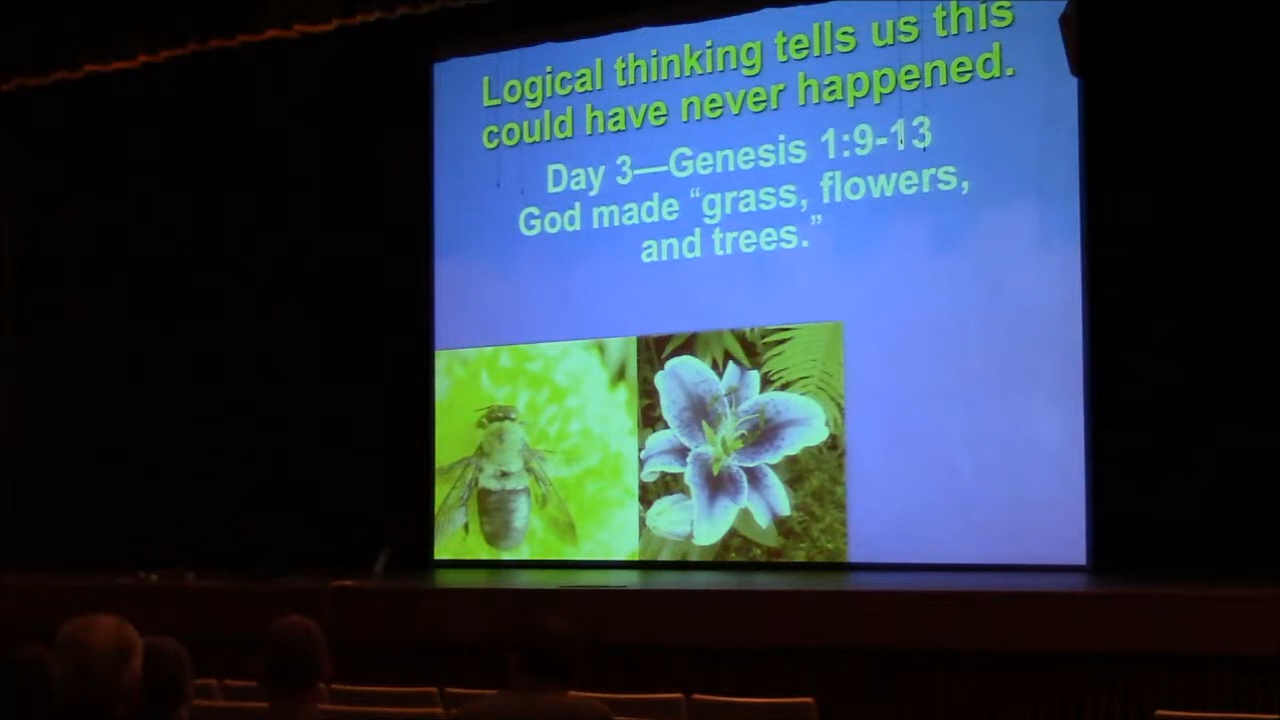 Logical thinking tells us this
could have never happened.
Day 3—Genesis 1:9-13
God made “grass, flowers,
and trees.”